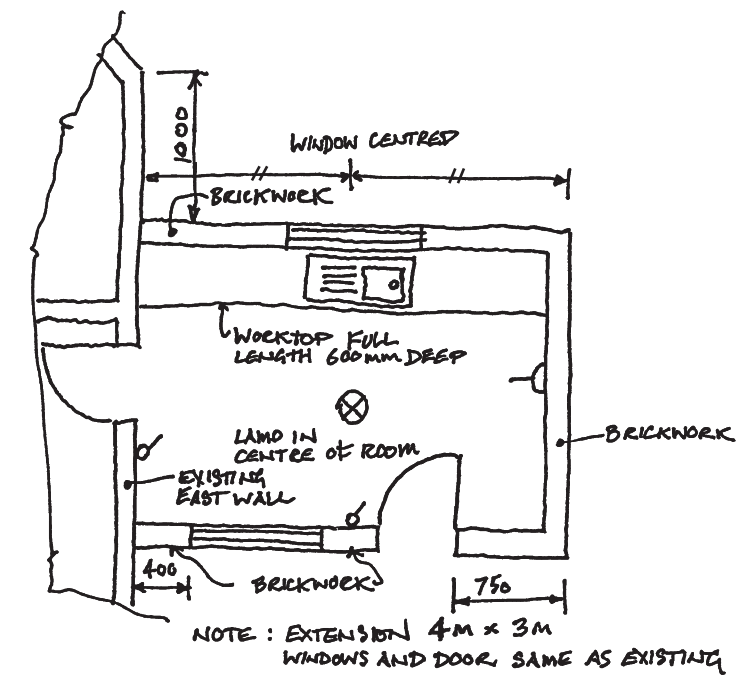 1000
WINDOW CENTRED
BRICKWORK
WORKTOP FULL
LENGTH 600mm DEEP
LAMP IN
CENTRE OF ROOM
BRICKWORK
EXISTING
EAST WALL
400
BRICKWORK
750
NOTE : EXTENSION 4M x 3M
WINDOWS AND DOOR SAME AS EXISTING